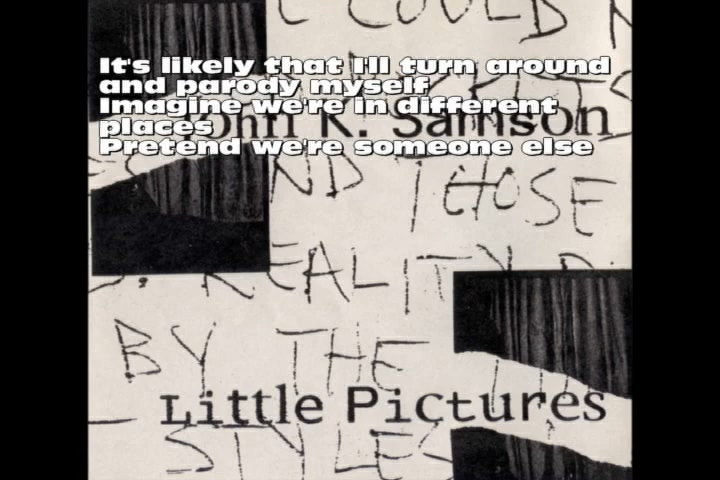 I COULD N
It's likely that I'll turn around
and parody myself
Imagine we're in different
places
John K. Samson
Pretend we're someone else
AND THOSE
REALITY
BY THE
Little Pictures
STYLES